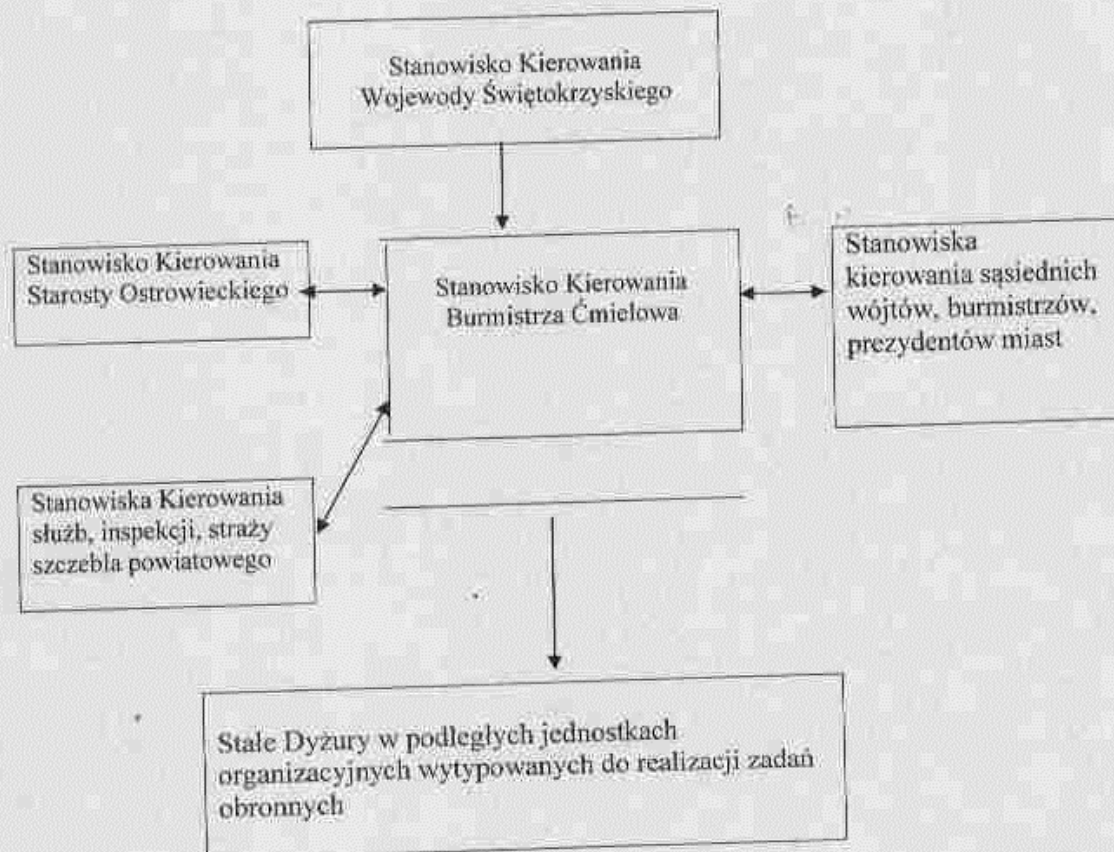 Stanowisko Kierowania
Wojewody Świętokrzyskiego
Stanowisko Kierowania
Starosty Ostrowieckiego
Stanowisko Kierowania
Burmistrza Ćmielowa
Stanowiska
kierowania sąsiednich
wójtów, burmistrzów,
prezydentów miast
Stanowiska Kierowania
służb, inspekcji, straży
szczebla powiatowego
Stałe Dyżury w podległych jednostkach
organizacyjnych wytypowanych do realizacji zadań
obronnych